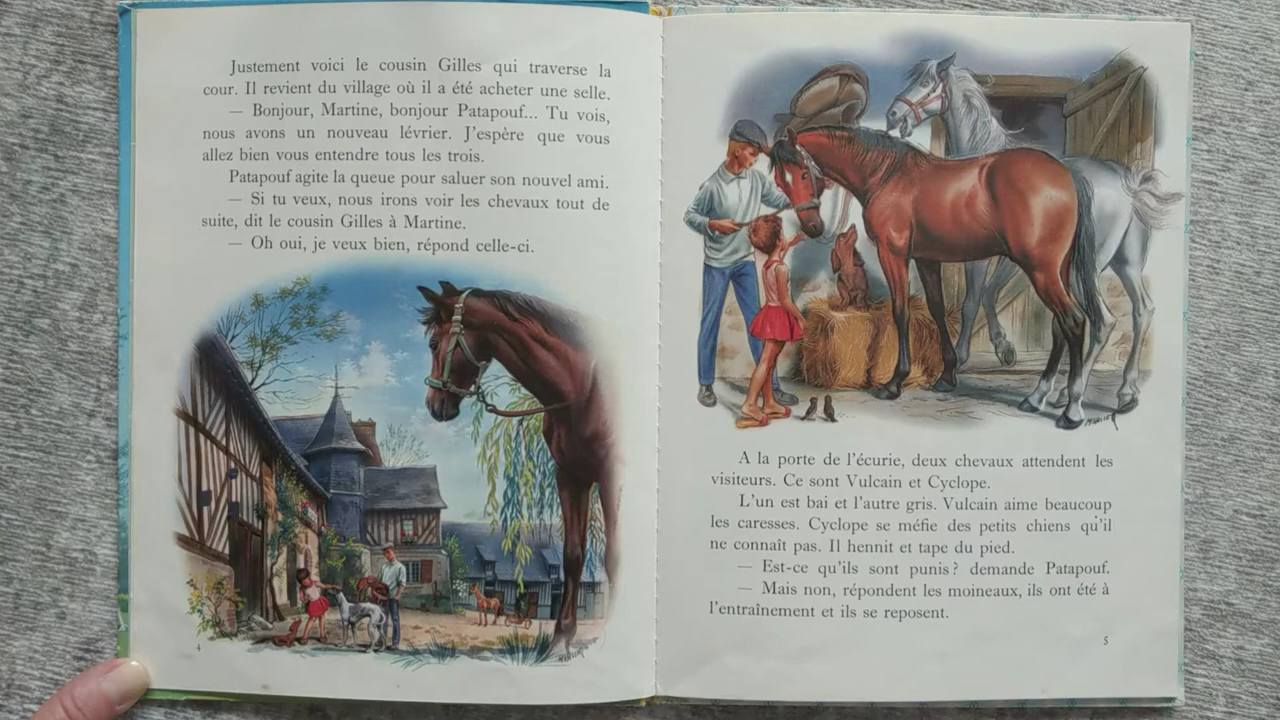 Justement voici le cousin Gilles qui traverse la
cour. Il revient du village où il a été acheter une selle.
— Bonjour, Martine, bonjour Patapouf... Tu vois,
nous avons un nouveau lévrier. J'espère que vous
allez bien vous entendre tous les trois.
Patapouf agite la queue pour saluer son nouvel ami.
— Si tu veux, nous irons voir les chevaux tout de
suite, dit le cousin Gilles à Martine.
— Oh oui, je veux bien, répond celle-ci.
MARLIER
4
MARLIER
A la porte de l'écurie, deux chevaux attendent les
visiteurs. Ce sont Vulcain et Cyclope.
L'un est bai et l'autre gris. Vulcain aime beaucoup
les caresses. Cyclope se méfie des petits chiens qu'il
ne connaît pas. Il hennit et tape du pied.
— Est-ce qu'ils sont punis? demande Patapouf.
— Mais non, répondent les moineaux, ils ont été à
l'entraînement et ils se reposent.
5